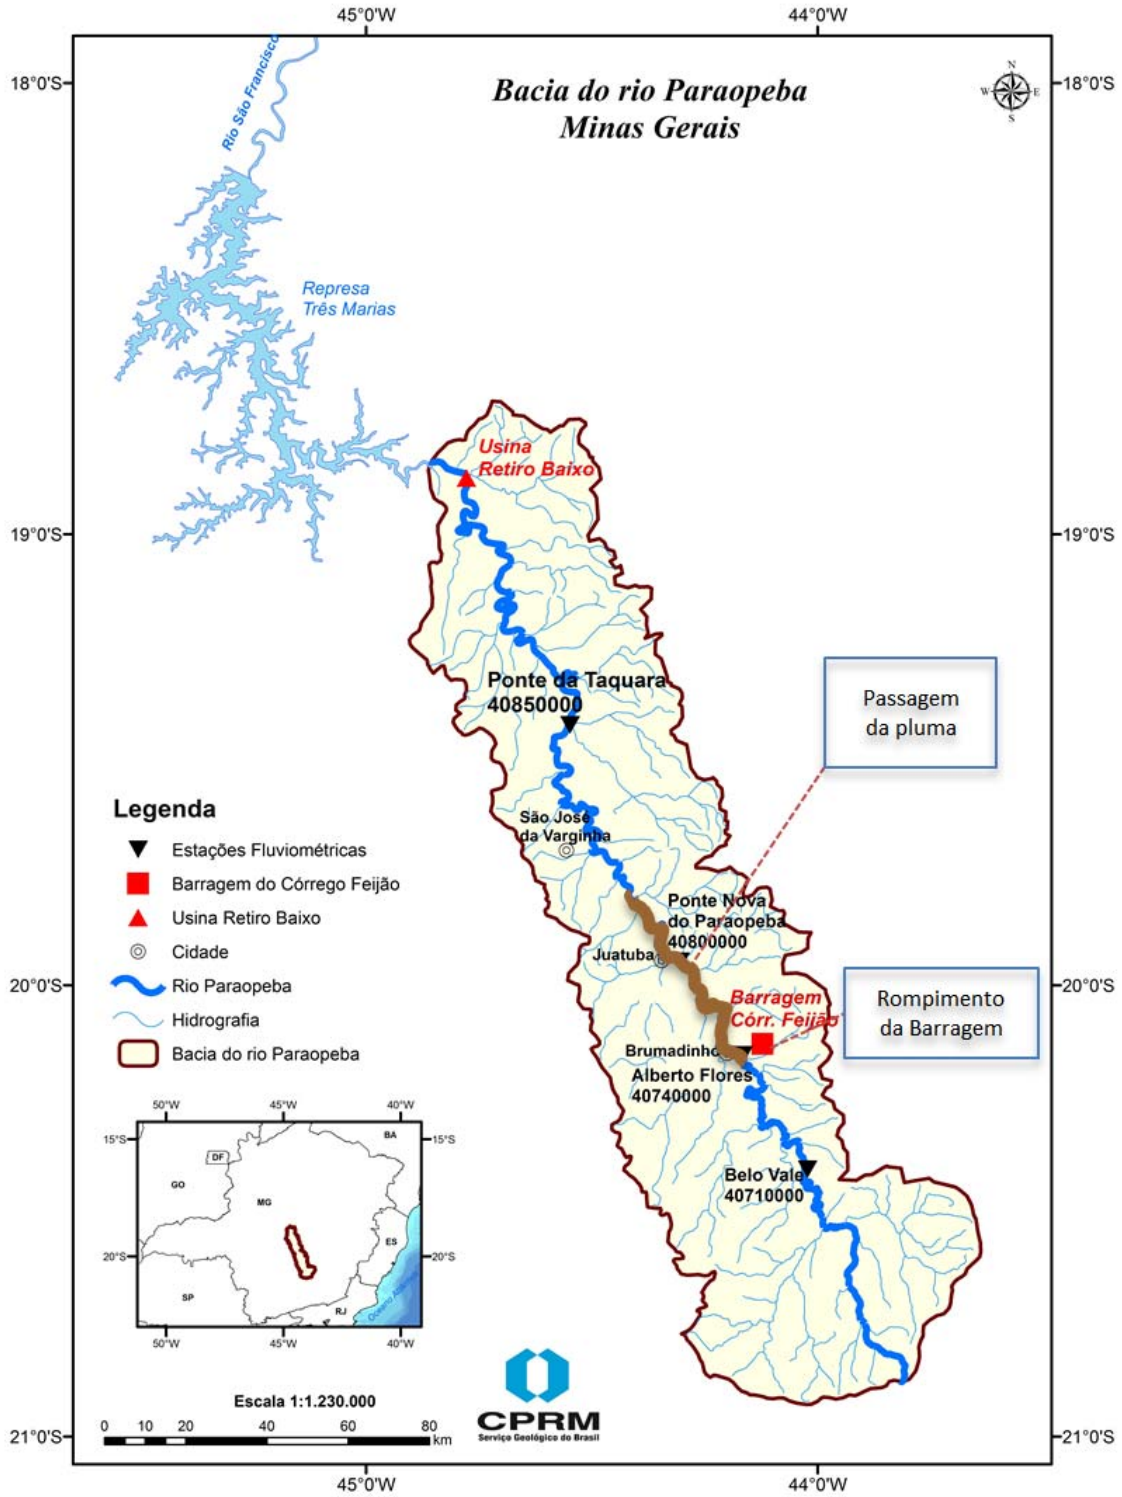 45°0'W
44°0'W
18°0'S
18°0'S
Bacia do rio Paraopeba
Minas Gerais
N
W
E
S
Rio São Francisco
Represa
Três Marias
Usina
Retiro Baixo
19°0'S
19°0'S
Ponte da Taquara
40850000
Passagem
da pluma
São José
da Varginha
Legenda
Estações Fluviométricas
Barragem do Córrego Feijão
Usina Retiro Baixo
Cidade
Rio Paraopeba
Hidrografia
Bacia do rio Paraopeba
Ponte Nova
do Paraopeba
40800000
Juatuba
20°0'S
20°0'S
Barragem
Córr. Feijão
Rompimento
da Barragem
Brumadinho
Alberto Flores
40740000
Belo Vale
40710000
50°W
45°W
40°W
15°S
15°S
BA
DF
GO
MG
ES
20°S
20°S
SP
RJ
50°W
45°W
40°W
Escala 1:1.230.000
0 10 20 40 60 80
km
CPRM
Serviço Geológico do Brasil
21°0'S
21°0'S
45°0'W
44°0'W